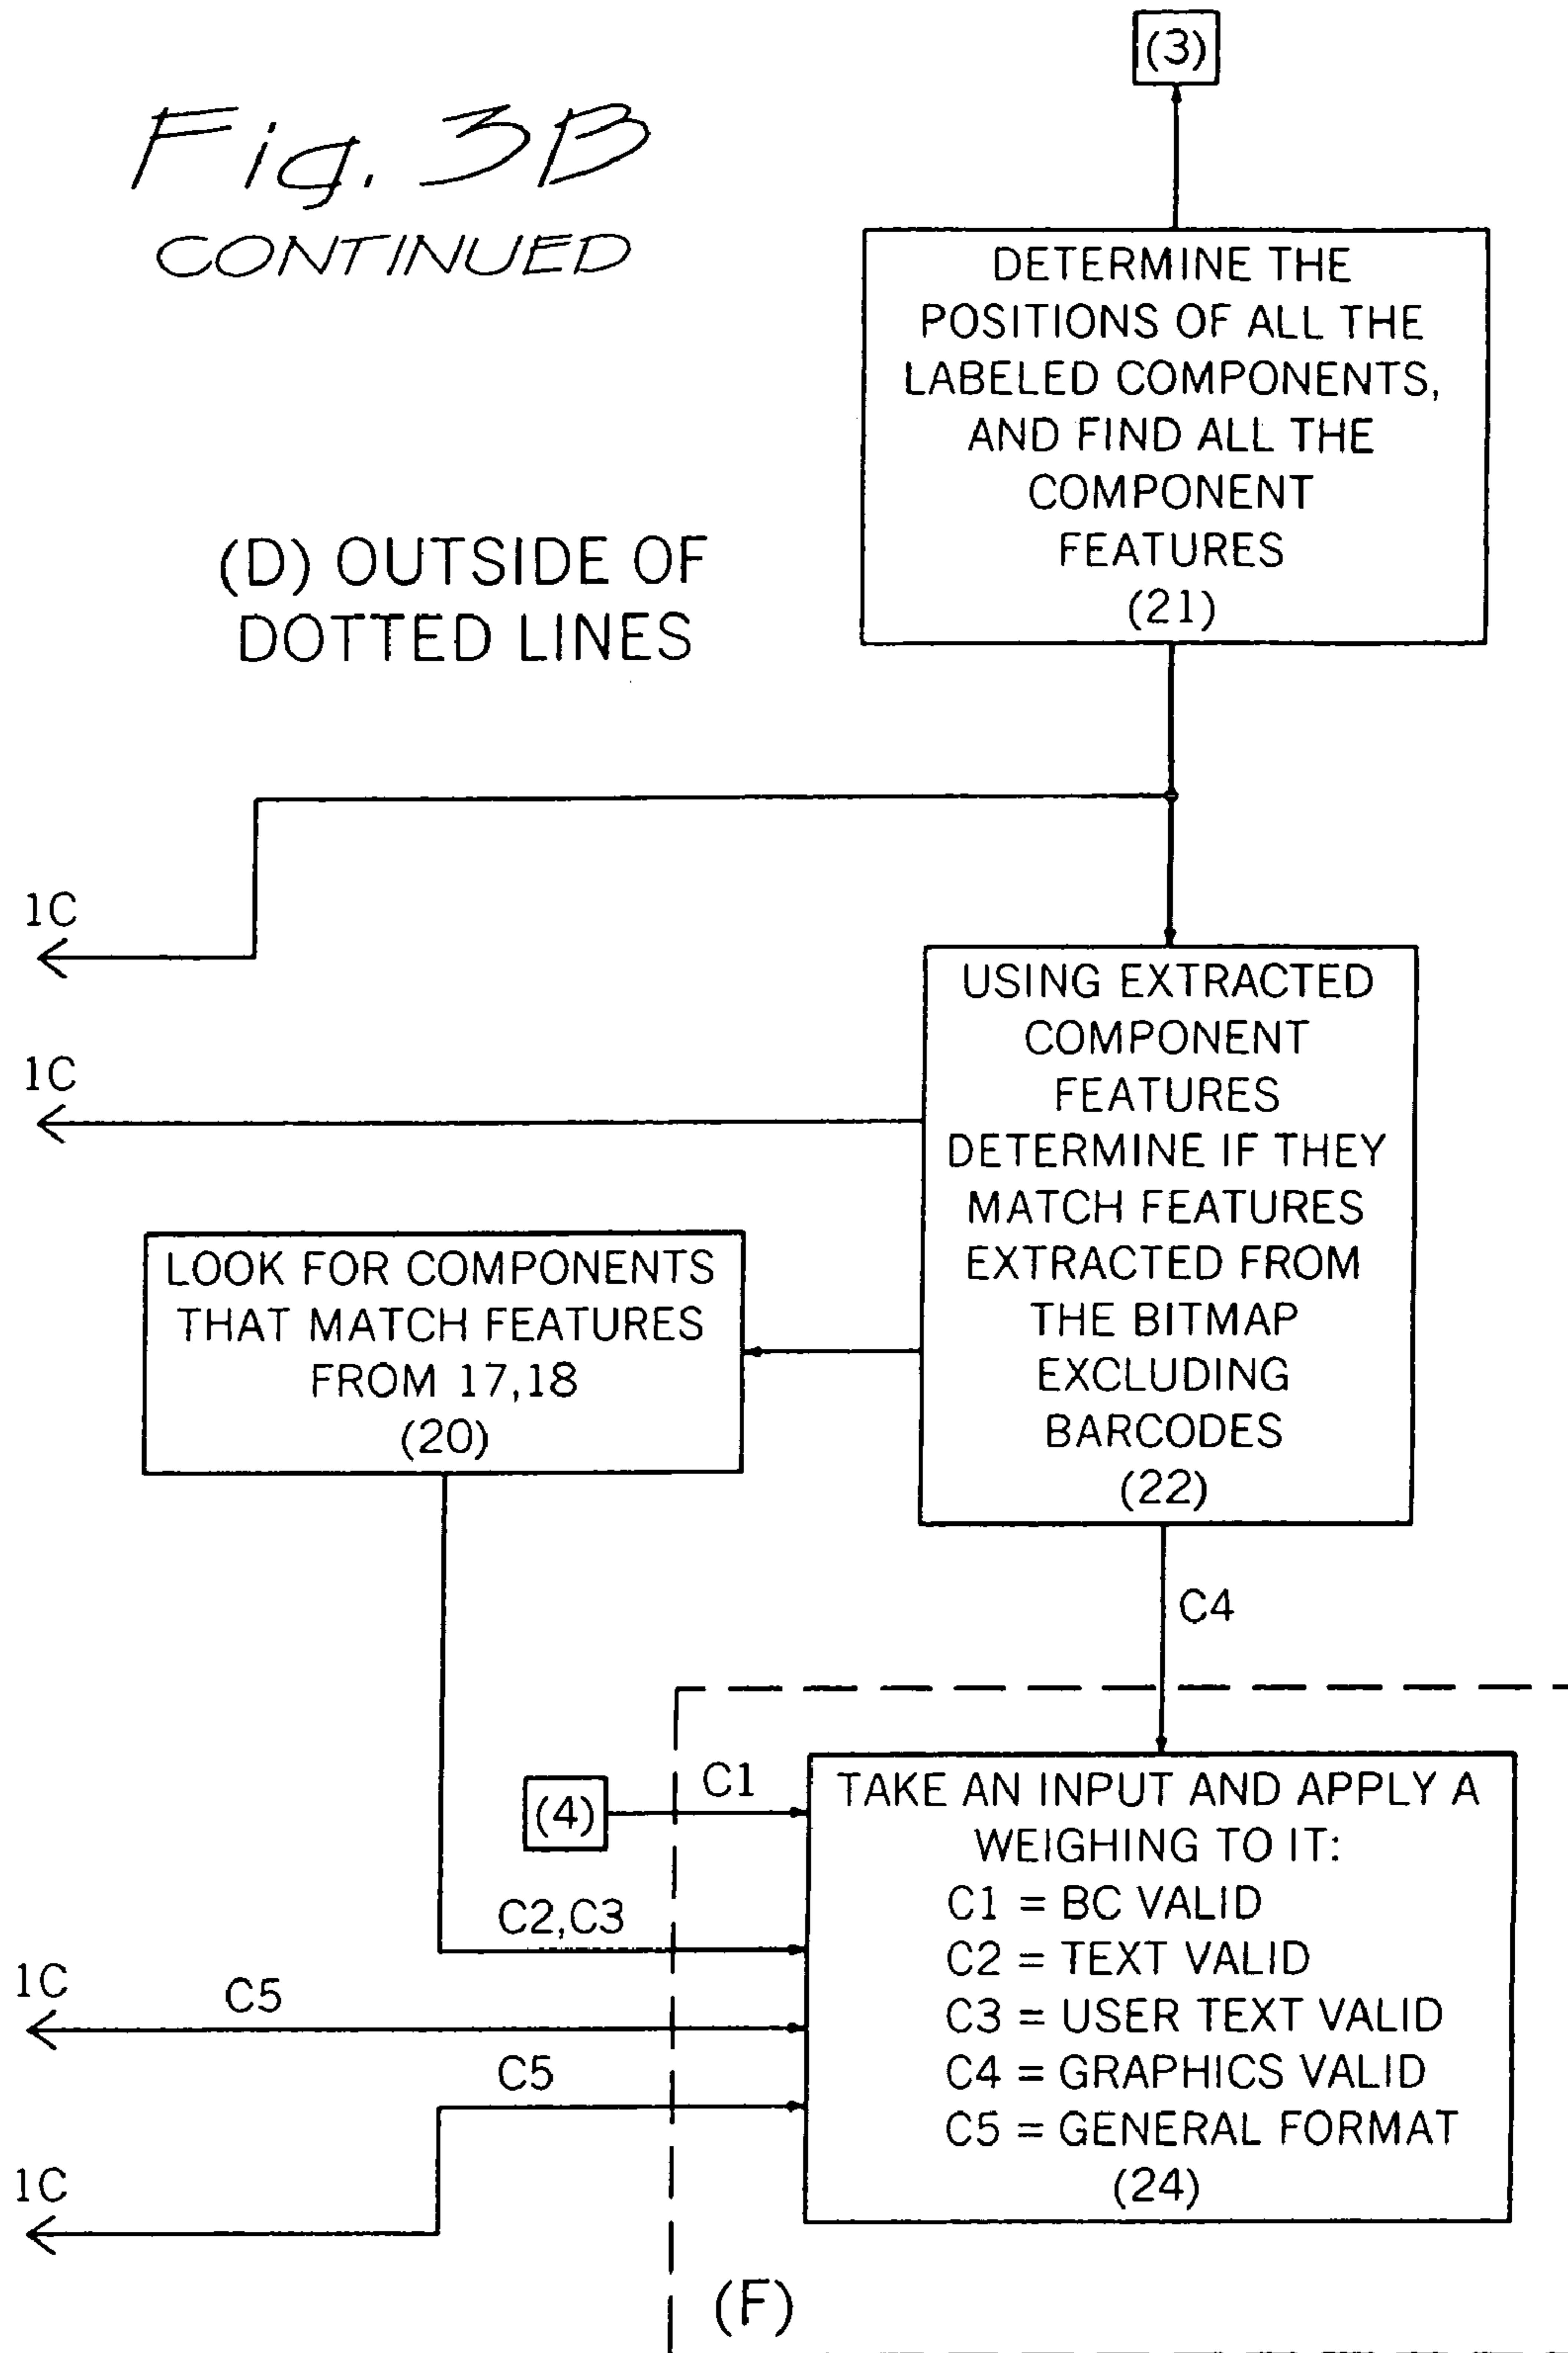 (3)
Fig. 3B
CONTINUED
DETERMINE THE
POSITIONS OF ALL THE
LABELED COMPONENTS,
AND FIND ALL THE
COMPONENT
FEATURES
(21)
(D) OUTSIDE OF
DOTTED LINES
1C
1C
USING EXTRACTED
COMPONENT
FEATURES
DETERMINE IF THEY
MATCH FEATURES
EXTRACTED FROM
THE BITMAP
EXCLUDING
BARCODES
(22)
LOOK FOR COMPONENTS
THAT MATCH FEATURES
FROM 17,18
(20)
C4
(4)
C1
C2,C3
1C
C5
C5
1C
TAKE AN INPUT AND APPLY A
WEIGHING TO IT:
C1 = BC VALID
C2 = TEXT VALID
C3 = USER TEXT VALID
C4 = GRAPHICS VALID
C5 = GENERAL FORMAT
(24)
(F)